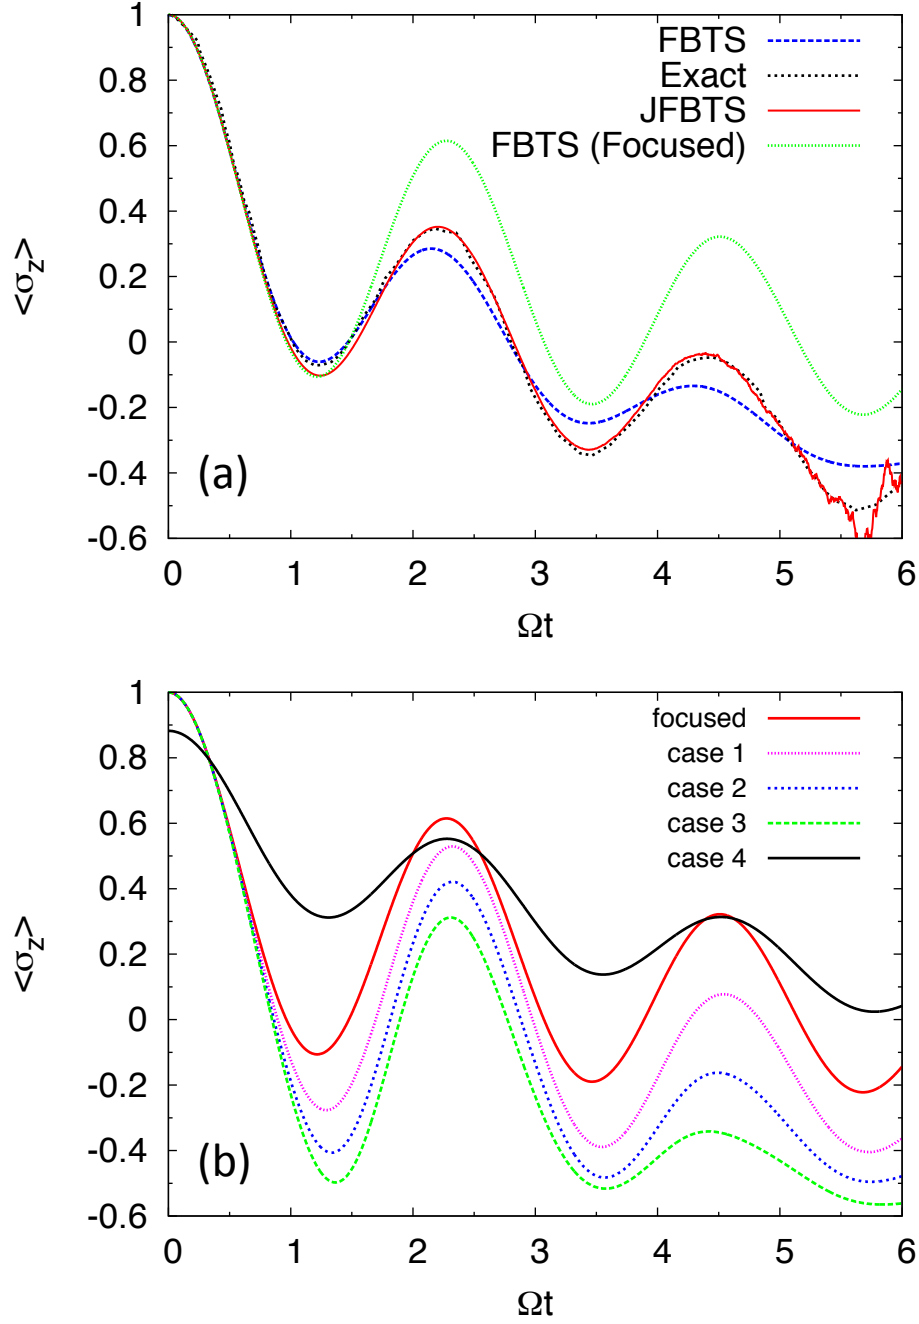 1
0.8
0.6
0.4
0.2
0
-0.2
-0.4
-0.6
<σz>
FBTS
Exact
JFBTS
FBTS (Focused)
(a)
0 1 2 3 4 5 6
Ωt
1
0.8
0.6
0.4
0.2
0
-0.2
-0.4
-0.6
<σz>
focused
case 1
case 2
case 3
case 4
(b)
0 1 2 3 4 5 6
Ωt